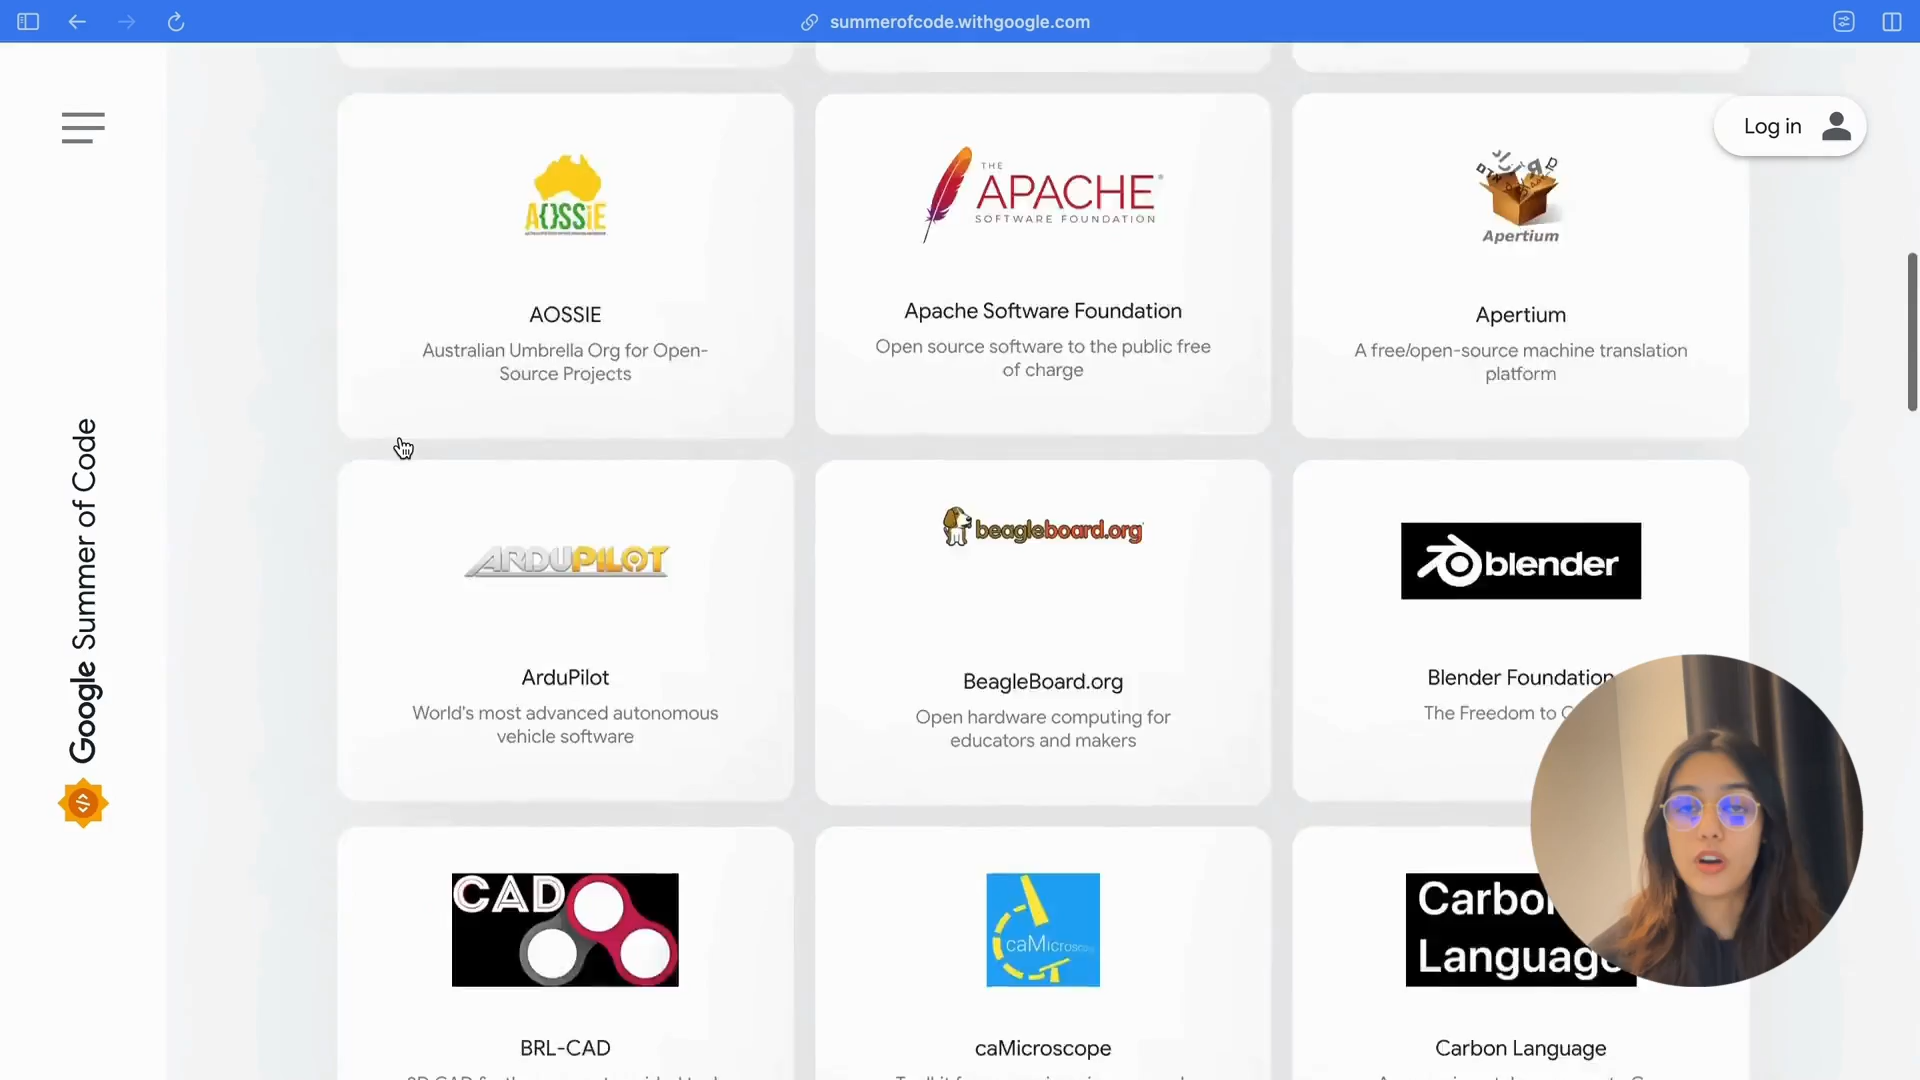 summerofcode.withgoogle.com
Log in
Google Summer of Code
AOSSIE
AOSSIE
Australian Umbrella Org for Open-
Source Projects
THE
APACHE
SOFTWARE FOUNDATION
Apache Software Foundation
Open source software to the public free
of charge
Apertium
Apertium
A free/open-source machine translation
platform
ARDUPILOT
ArduPilot
World's most advanced autonomous
vehicle software
beagleboard.org
BeagleBoard.org
Open hardware computing for
educators and makers
blender
Blender Foundation
The Freedom to
CAD
BRL-CAD
caMicroscope
caMicroscope
Carbon
Language
Carbon Language